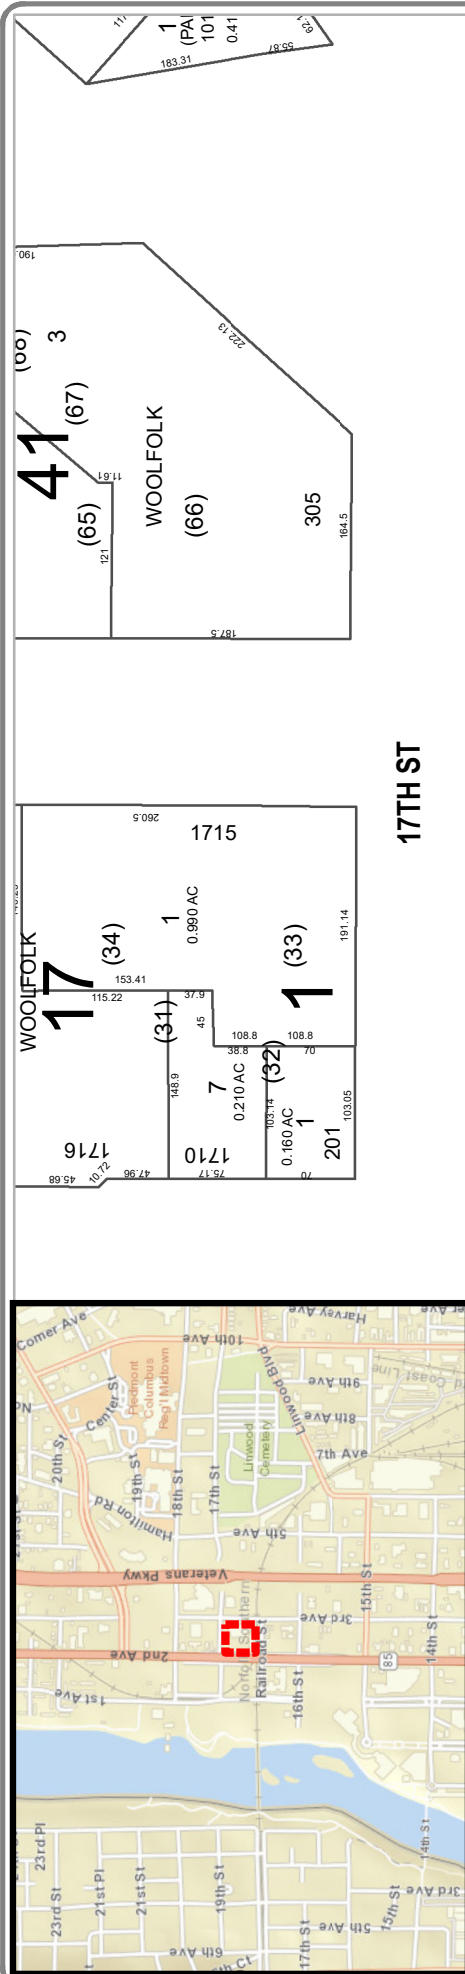 1
(PA
101
0.41
183.31
55.87
62.1
190.
3
(68)
(67)
41
11.61
(65)
121
WOOLFOLK
(66)
305
222.13
164.5
187.5
17TH ST
260.5
1715
1
0.990 AC
(34)
WOOLFOLK
17
153.41
115.22
37.9
(31)
45
(33)
1
191.14
108.8
108.8
38.8
70
(32)
148.9
7
0.210 AC
103.14
0.160 AC
1
201
103.05
1716
1710
45.68
10.72
47.96
75.17
70
Comer Ave
10th Ave
Harvey Ave
Center St
Piedmont
Columbus
Reg'l Midtown
Linwood Blvd
9th Ave
8th Ave
7th Ave
d Coast Line
20th St
19th St
18th St
17th St
Linwood
Cemetery
Hamilton Rd
5th Ave
Veterans Pkwy
15th St
3rd Ave
14th St
2nd Ave
Norfolk Southern
Railroad St
85
1st Ave
16th St
23rd Pl
23rd St
21st Pl
21st St
19th St
17th St
15th St
14th St
3rd Ave
5th Ave
6th Ave